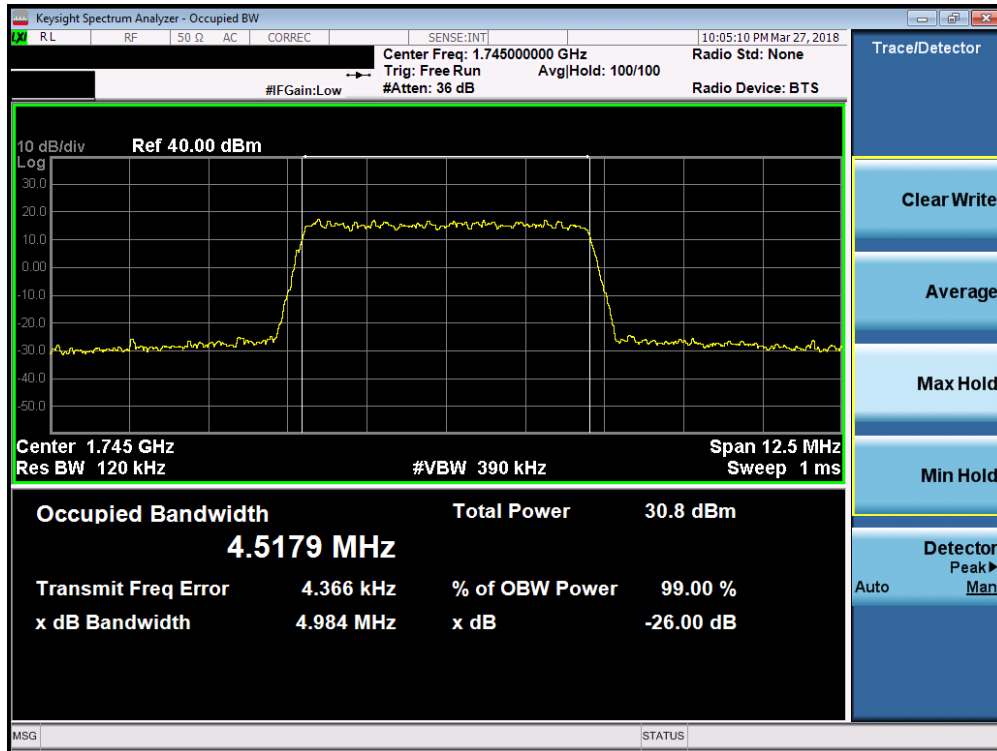 Keysight Spectrum Analyzer - Occupied BW
LXI RL RF 50 Ω AC CORREC SENSE:INT 10:05:10 PM Mar 27, 2018
Center Freq: 1.745000000 GHz Radio Std: None
Trig: Free Run Avg|Hold: 100/100
#IFGain:Low #Atten: 36 dB Radio Device: BTS
10 dB/div Ref 40.00 dBm
Log
30.0
20.0
10.0
0.00
-10.0
-20.0
-30.0
-40.0
-50.0
Center 1.745 GHz Span 12.5 MHz
Res BW 120 kHz #VBW 390 kHz Sweep 1 ms
Occupied Bandwidth Total Power 30.8 dBm
4.5179 MHz
Transmit Freq Error 4.366 kHz % of OBW Power 99.00 %
x dB Bandwidth 4.984 MHz x dB -26.00 dB
MSG STATUS
Trace/Detector
Clear Write
Average
Max Hold
Min Hold
Detector
Peak▶
Auto Man